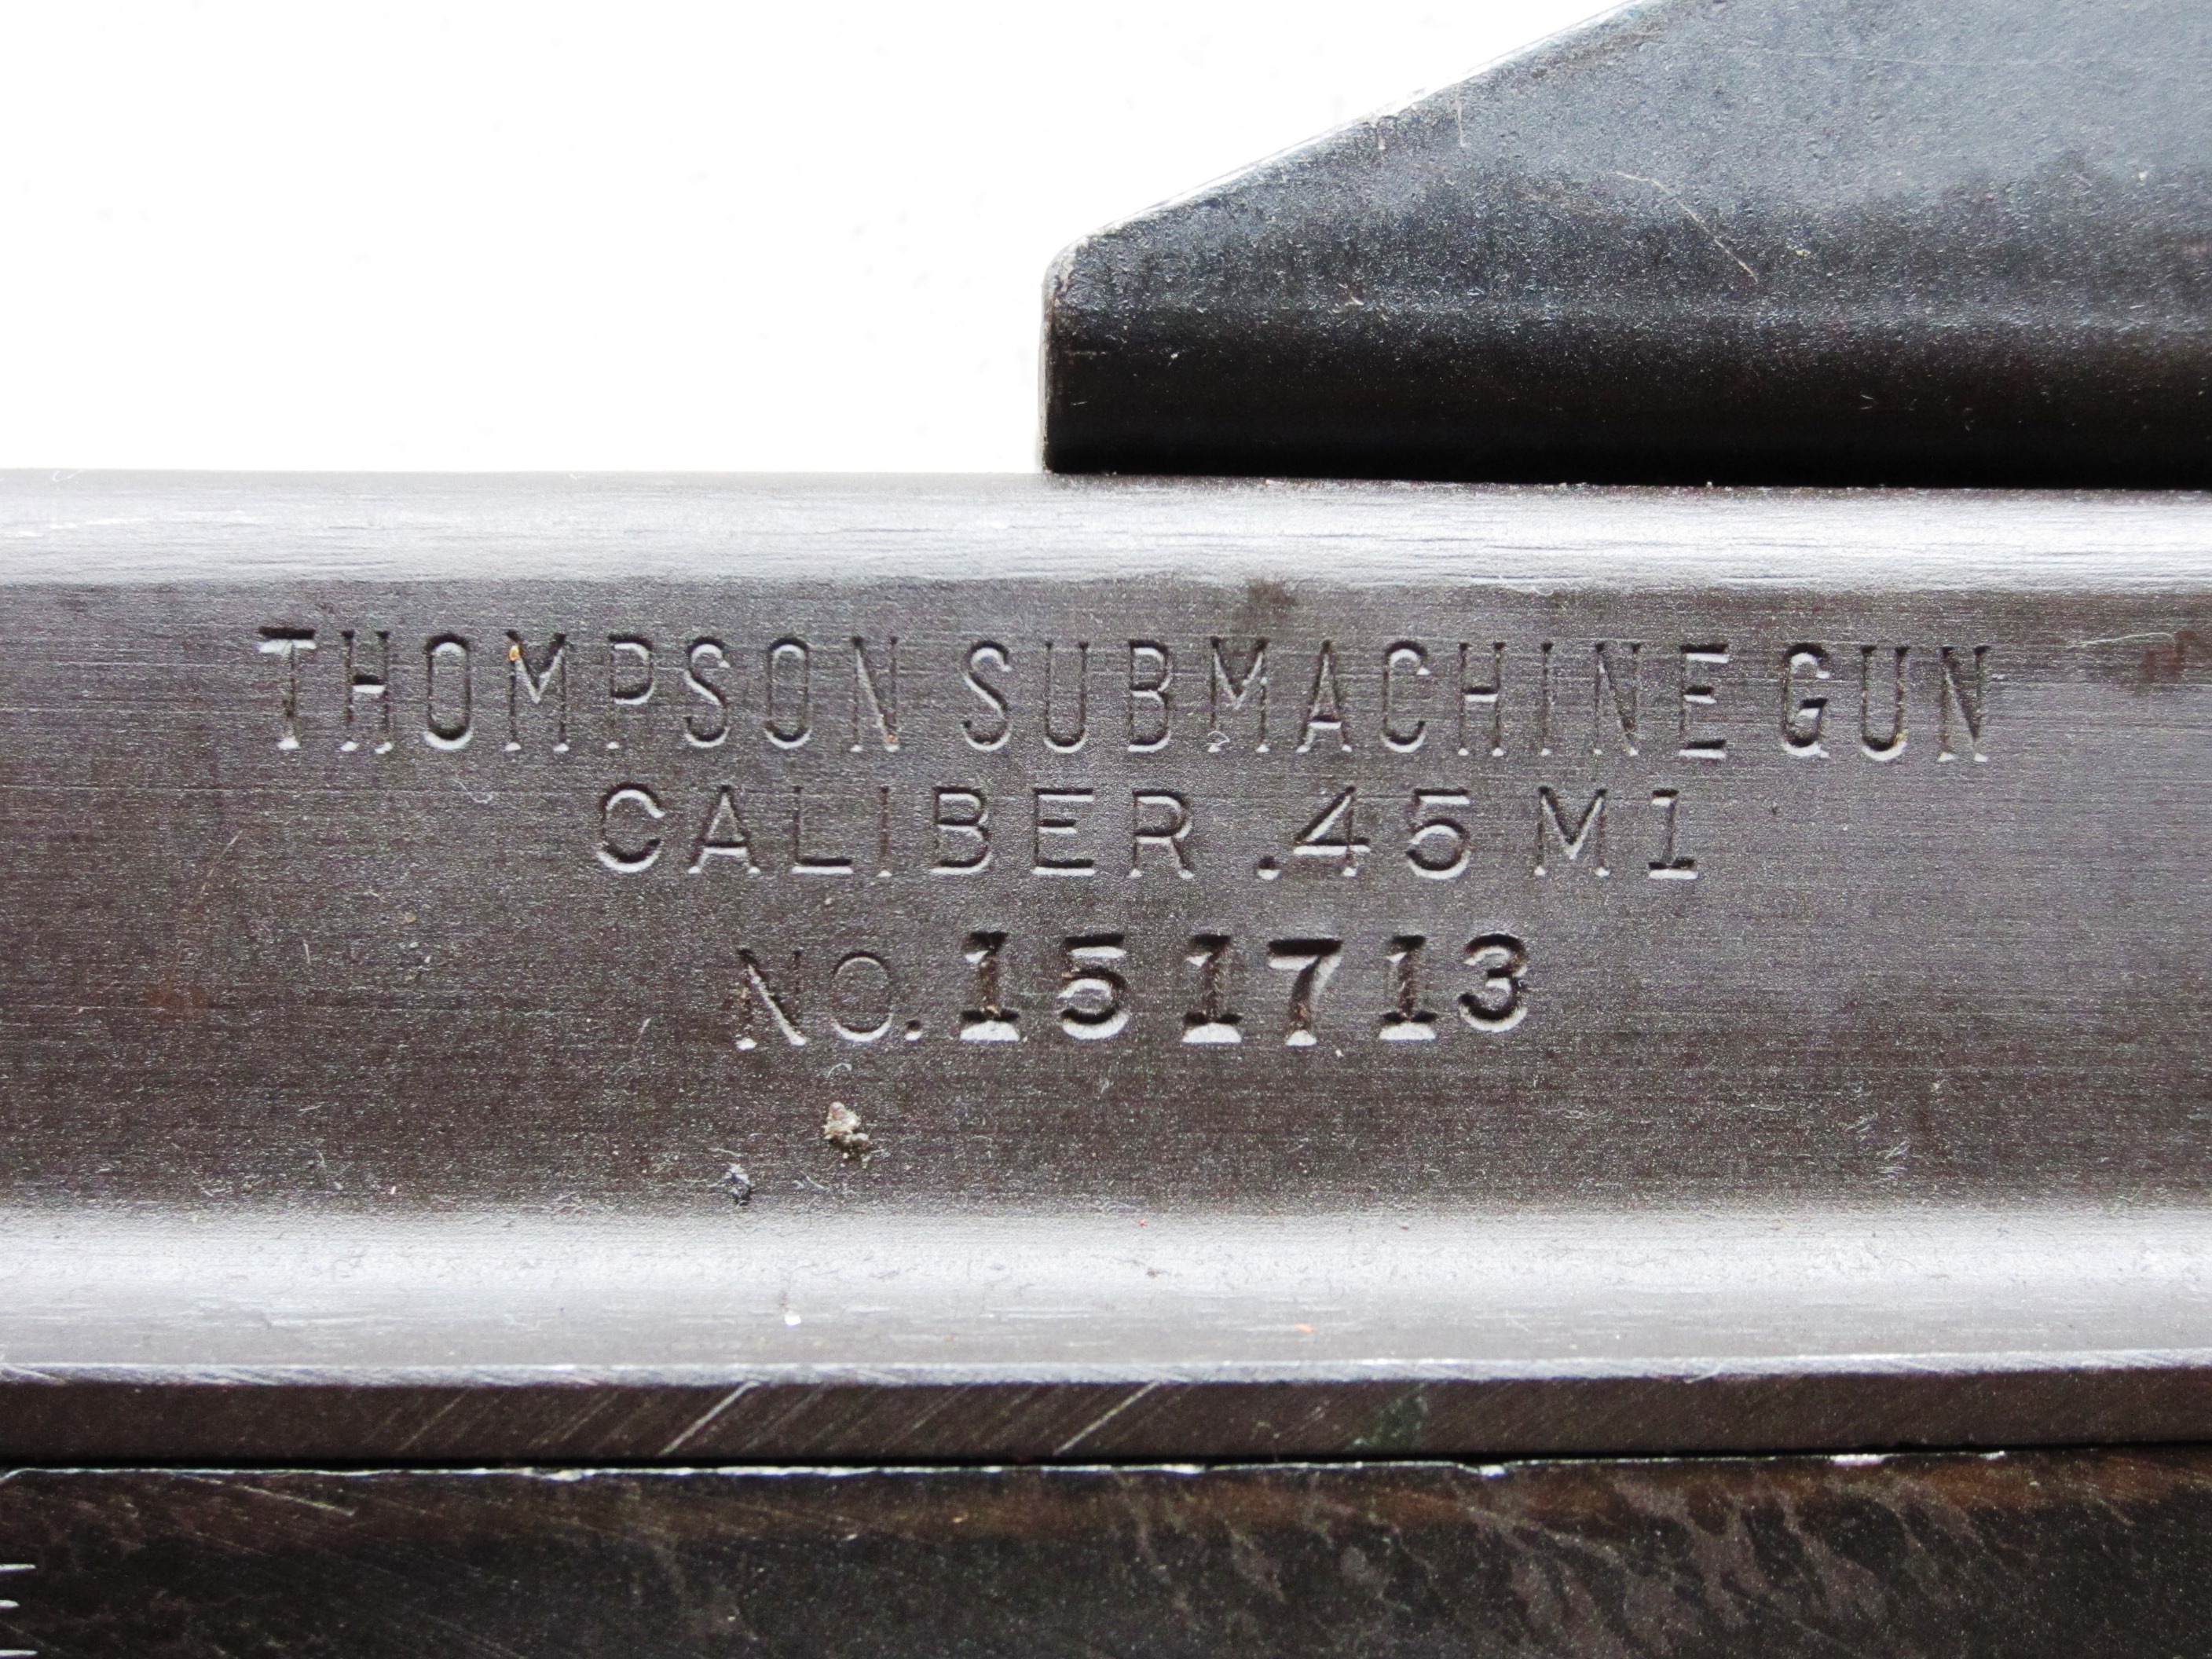 THOMPSON SUBMACHINE GUN
CALIBER .45 M1
NO. 151713